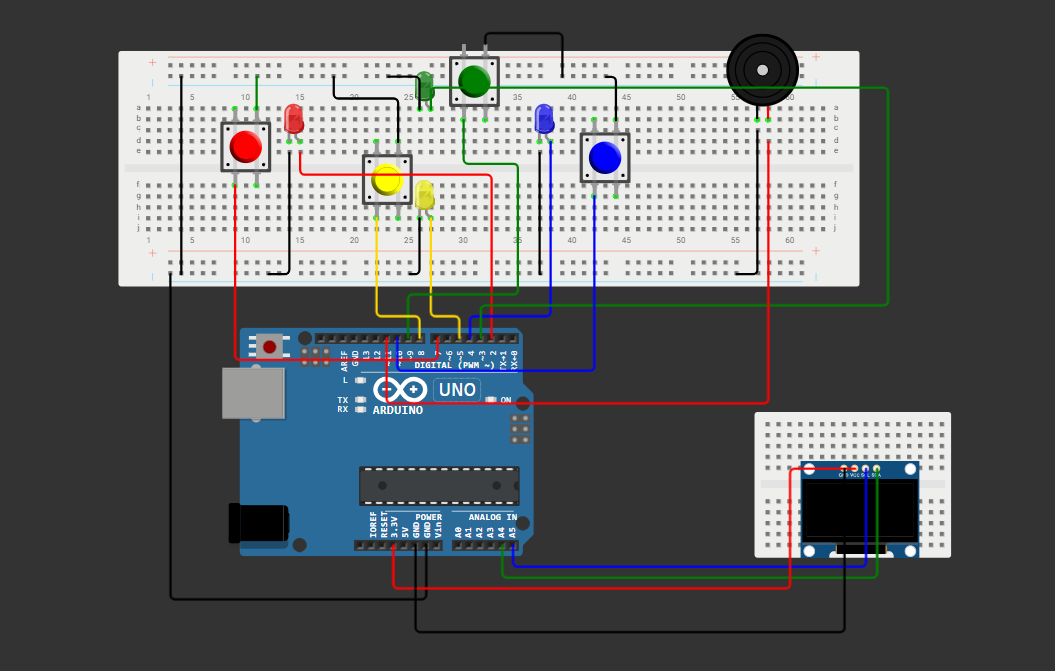 1 5 10 15 20 25 30 35 40 45 50 55 60
a
b
c
d
e
a
b
c
d
e
f
g
h
i
j
f
g
h
i
j
1 5 10 15 20 25 30 35 40 45 50 55 60
AREF
GND
13
12
~11
~10
~9
8
7
~6
~5
4
~3
2
TX→1
RX←0
DIGITAL (PWM ~)
L
TX
RX
UNO
ON
ARDUINO
POWER
ANALOG IN
IOREF
RESET
3.3V
5V
GND
GND
Vin
A0
A1
A2
A3
A4
A5
GND VCC SCL SDA